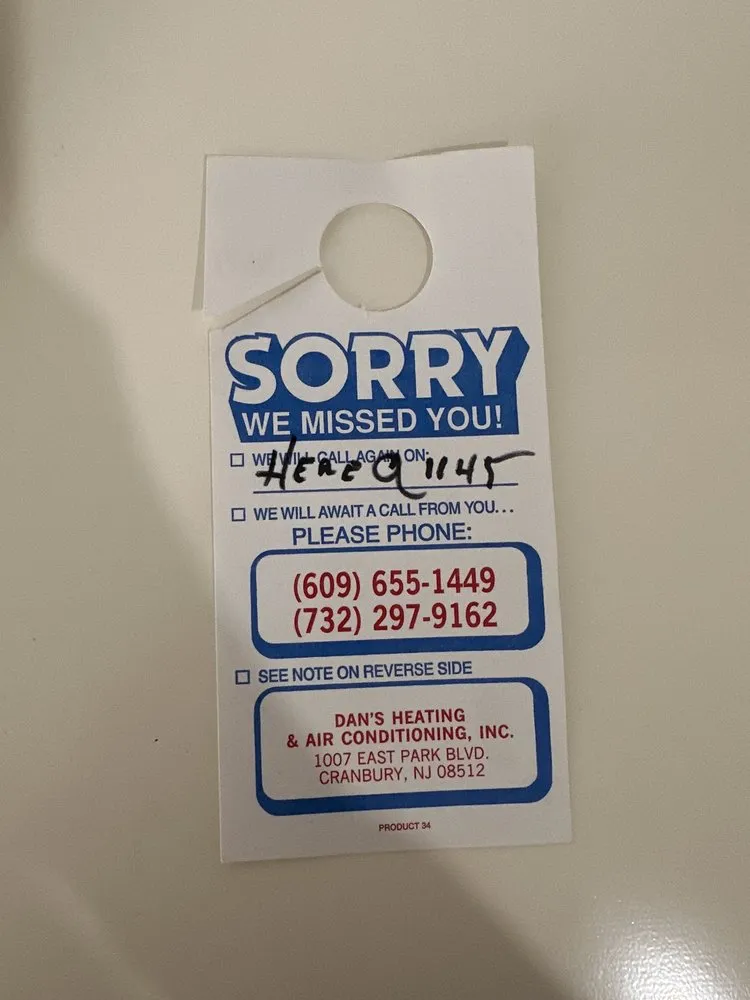 SORRY
WE MISSED YOU!
☐ WE WILL CALL AGAIN ON:
HERE @ 1145
☐ WE WILL AWAIT A CALL FROM YOU...
PLEASE PHONE:
(609) 655-1449
(732) 297-9162
☐ SEE NOTE ON REVERSE SIDE
DAN'S HEATING
& AIR CONDITIONING, INC.
1007 EAST PARK BLVD.
CRANBURY, NJ 08512
PRODUCT 34